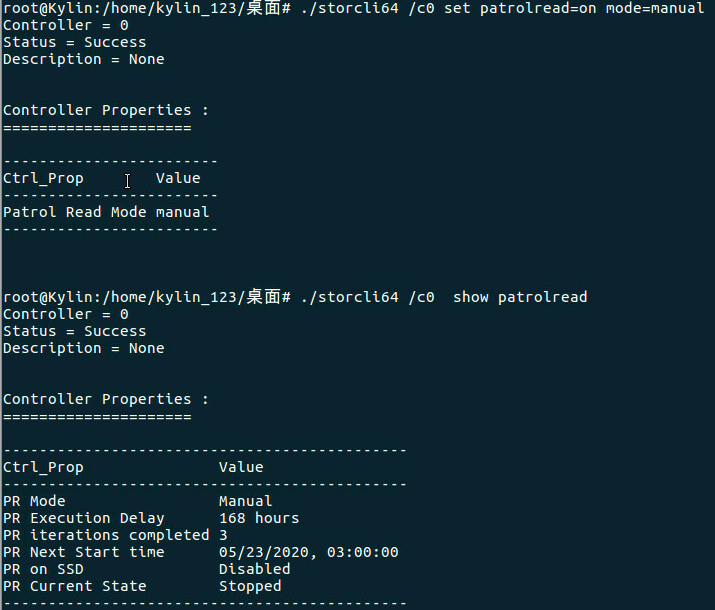 root@Kylin:/home/kylin_123/桌面# ./storcli64 /c0 set patrolread=on mode=manual
Controller = 0
Status = Success
Description = None
Controller Properties :
=====================
------------------------
Ctrl_Prop        Value
------------------------
Patrol Read Mode manual
------------------------
root@Kylin:/home/kylin_123/桌面# ./storcli64 /c0  show patrolread
Controller = 0
Status = Success
Description = None
Controller Properties :
=====================
---------------------------------------------
Ctrl_Prop               Value
---------------------------------------------
PR Mode                 Manual
PR Execution Delay      168 hours
PR iterations completed 3
PR Next Start time      05/23/2020, 03:00:00
PR on SSD               Disabled
PR Current State        Stopped
---------------------------------------------